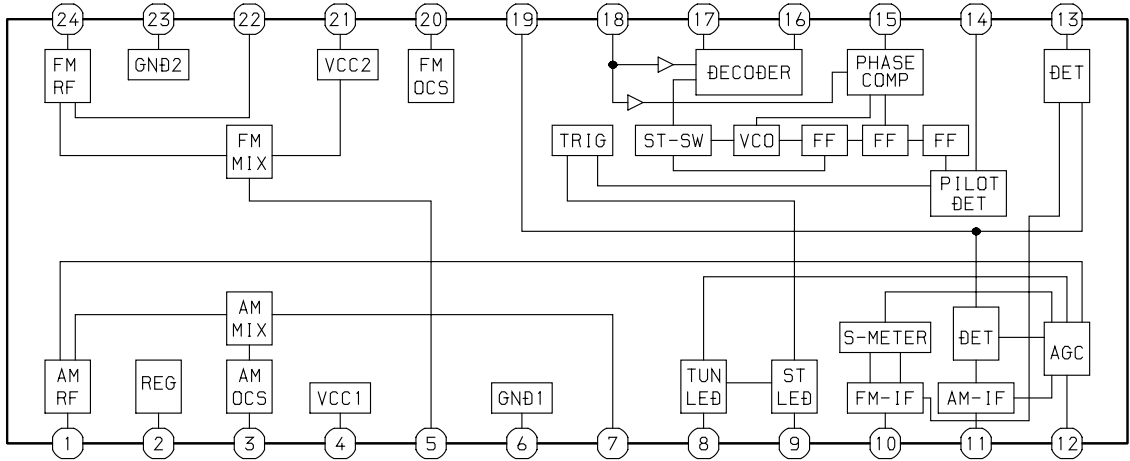 24 23 22 21 20 19 18 17 16 15 14 13
FM
RF
GND2
VCC2
FM
OCS
DECODER
PHASE
COMP
DET
FM
MIX
TRIG
ST-SW
VCO
FF
FF
FF
PILOT
DET
AM
MIX
S-METER
DET
AGC
AM
RF
REG
AM
OCS
VCC1
GND1
TUN
LED
ST
LED
FM-IF
AM-IF
1 2 3 4 5 6 7 8 9 10 11 12